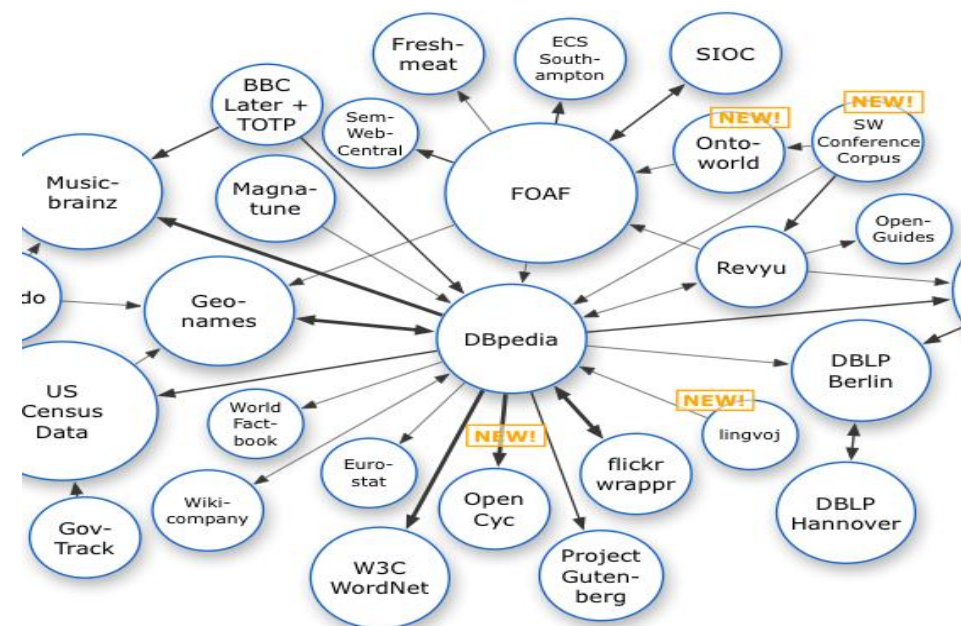 Fresh-
meat
ECS
South-
ampton
SIOC
BBC
Later +
TOTP
NEW!
NEW!
Sem-
Web-
Central
Onto-
world
SW
Conference
Corpus
Music-
brainz
Magna-
tune
FOAF
Open-
Guides
Revyu
do
Geo-
names
DBpedia
DBLP
Berlin
US
Census
Data
World
Fact-
book
NEW!
lingvoj
NEW!
Euro-
stat
flickr
wrappr
Wiki-
company
Open
Cyc
DBLP
Hannover
Gov-
Track
W3C
WordNet
Project
Guten-
berg